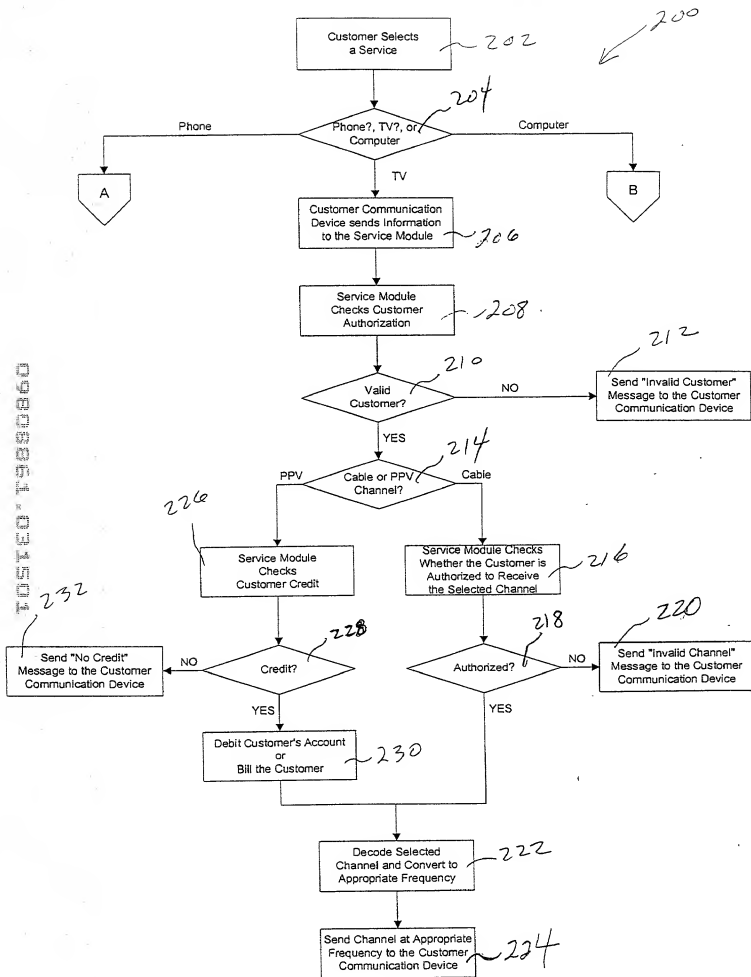 200
Customer Selects
a Service
202
204
Phone
Phone?, TV?, or
Computer
Computer
A
TV
B
Customer Communication
Device sends Information
to the Service Module
206
Service Module
Checks Customer
Authorization
208
210
212
Valid
Customer?
NO
Send "Invalid Customer"
Message to the Customer
Communication Device
YES
214
PPV
Cable or PPV
Channel?
Cable
226
Service Module
Checks
Customer Credit
Service Module Checks
Whether the Customer is
Authorized to Receive
the Selected Channel
216
232
228
218
220
Send "No Credit"
Message to the Customer
Communication Device
NO
Credit?
Authorized?
NO
Send "Invalid Channel"
Message to the Customer
Communication Device
YES
YES
Debit Customer's Account
or
Bill the Customer
230
Decode Selected
Channel and Convert to
Appropriate Frequency
222
Send Channel at Appropriate
Frequency to the Customer
Communication Device
224